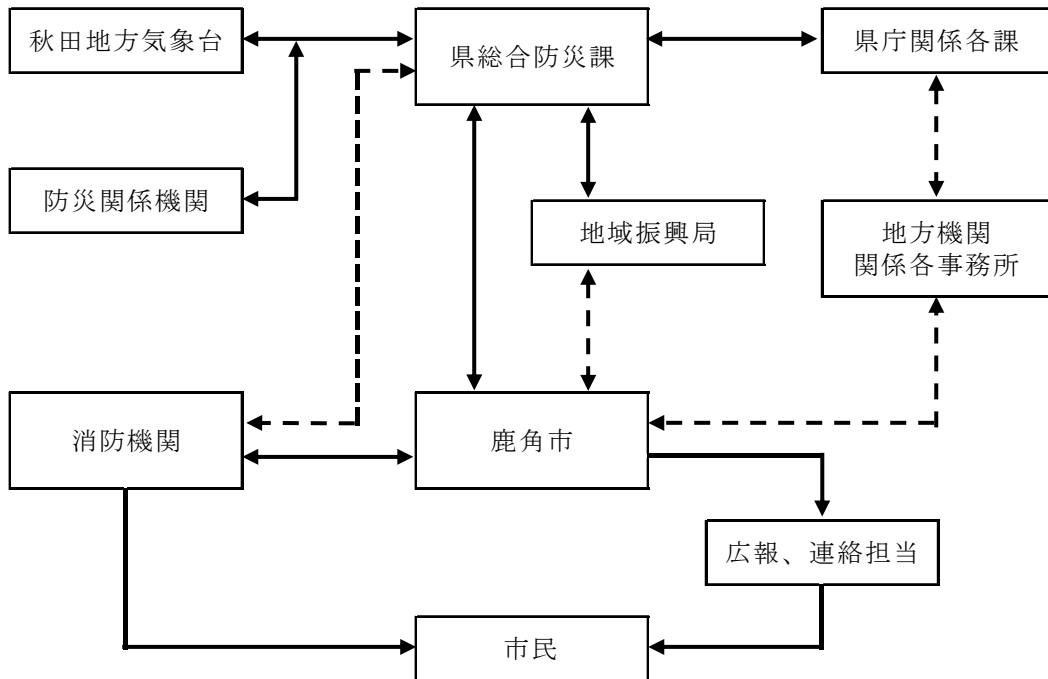 秋田地方気象台
県総合防災課
県庁関係各課
防災関係機関
地域振興局
地方機関
関係各事務所
消防機関
鹿角市
広報、連絡担当
市民